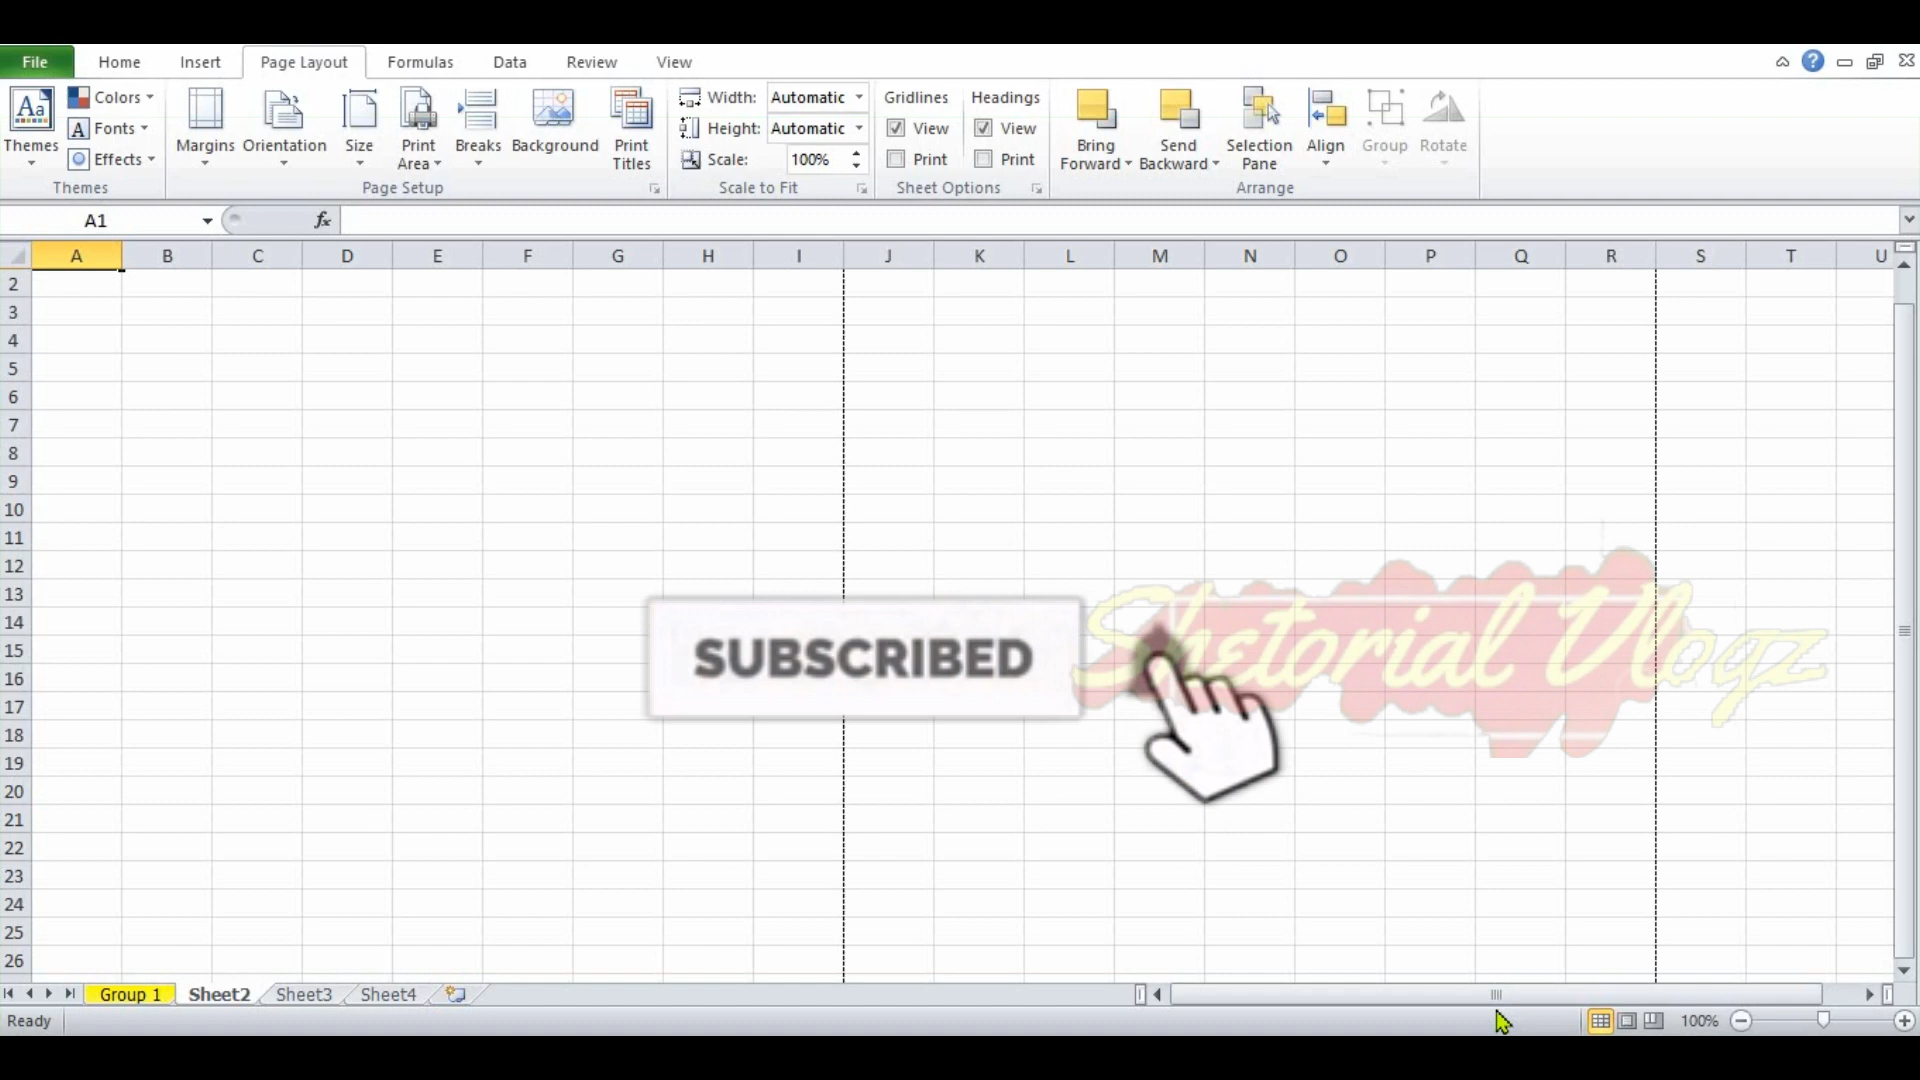 File Home Insert Page Layout Formulas Data Review View
Aa Themes
Colors
A Fonts
Effects
Themes
Margins Orientation Size Print Area Breaks Background Print Titles
Page Setup
Width: Automatic
Height: Automatic
Scale: 100%
Scale to Fit
Gridlines
View
Print
Headings
View
Print
Sheet Options
Bring Forward Send Backward Selection Pane Align Group Rotate
Arrange
A1 fx
A B C D E F G H I J K L M N O P Q R S T U
2
3
4
5
6
7
8
9
10
11
12
13
14
15
16
17
18
19
20
21
22
23
24
25
26
SUBSCRIBED
Shetorial Vlogz
Group 1 Sheet2 Sheet3 Sheet4
Ready 100%